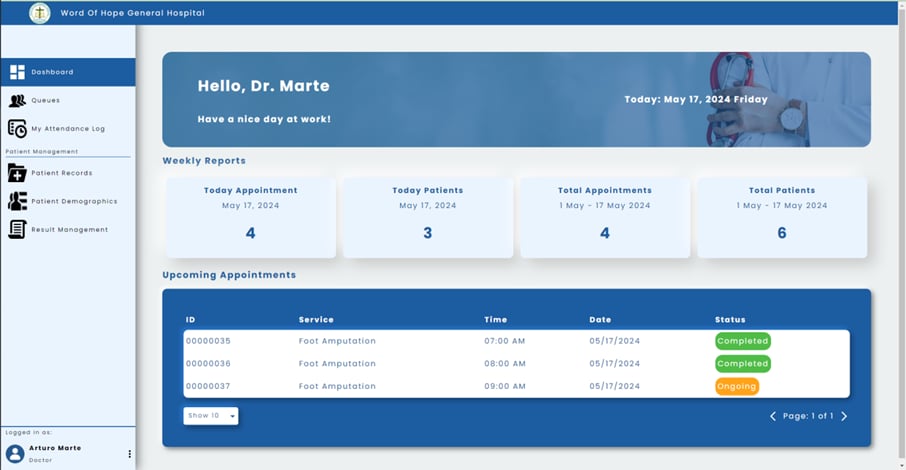 Word Of Hope General Hospital
Dashboard
Queues
My Attendance Log
Patient Management
Patient Records
Patient Demographics
Result Management
Logged in as:
Arturo Marte
Doctor
Hello, Dr. Marte
Have a nice day at work!
Today: May 17, 2024 Friday
Weekly Reports
Today Appointment
May 17, 2024
4
Today Patients
May 17, 2024
3
Total Appointments
1 May - 17 May 2024
4
Total Patients
1 May - 17 May 2024
6
Upcoming Appointments
ID Service Time Date Status
00000035 Foot Amputation 07:00 AM 05/17/2024 Completed
00000036 Foot Amputation 08:00 AM 05/17/2024 Completed
00000037 Foot Amputation 09:00 AM 05/17/2024 Ongoing
Show 10
Page: 1 of 1